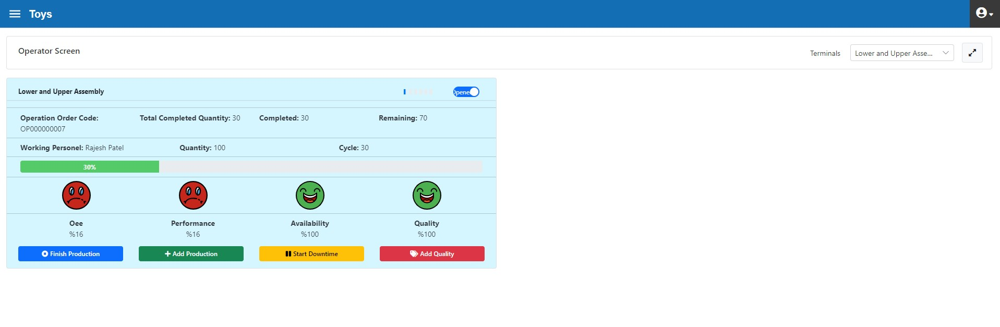 Toys
Operator Screen
Terminals
Lower and Upper Asse...
Lower and Upper Assembly
Opene
Operation Order Code:
OP000000007
Total Completed Quantity: 30
Completed: 30
Remaining: 70
Working Personel: Rajesh Patel
Quantity: 100
Cycle: 30
30%
Oee
%16
Performance
%16
Availability
%100
Quality
%100
Finish Production
Add Production
Start Downtime
Add Quality